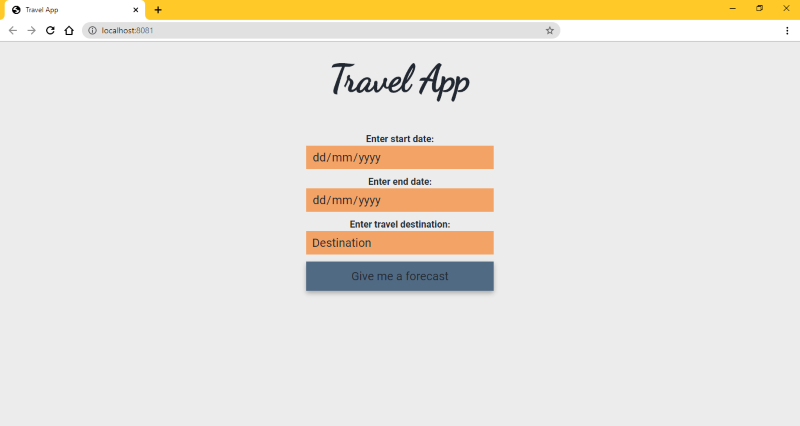 Travel App
localhost:8081
Travel App
Enter start date:
dd/mm/yyyy
Enter end date:
dd/mm/yyyy
Enter travel destination:
Destination
Give me a forecast